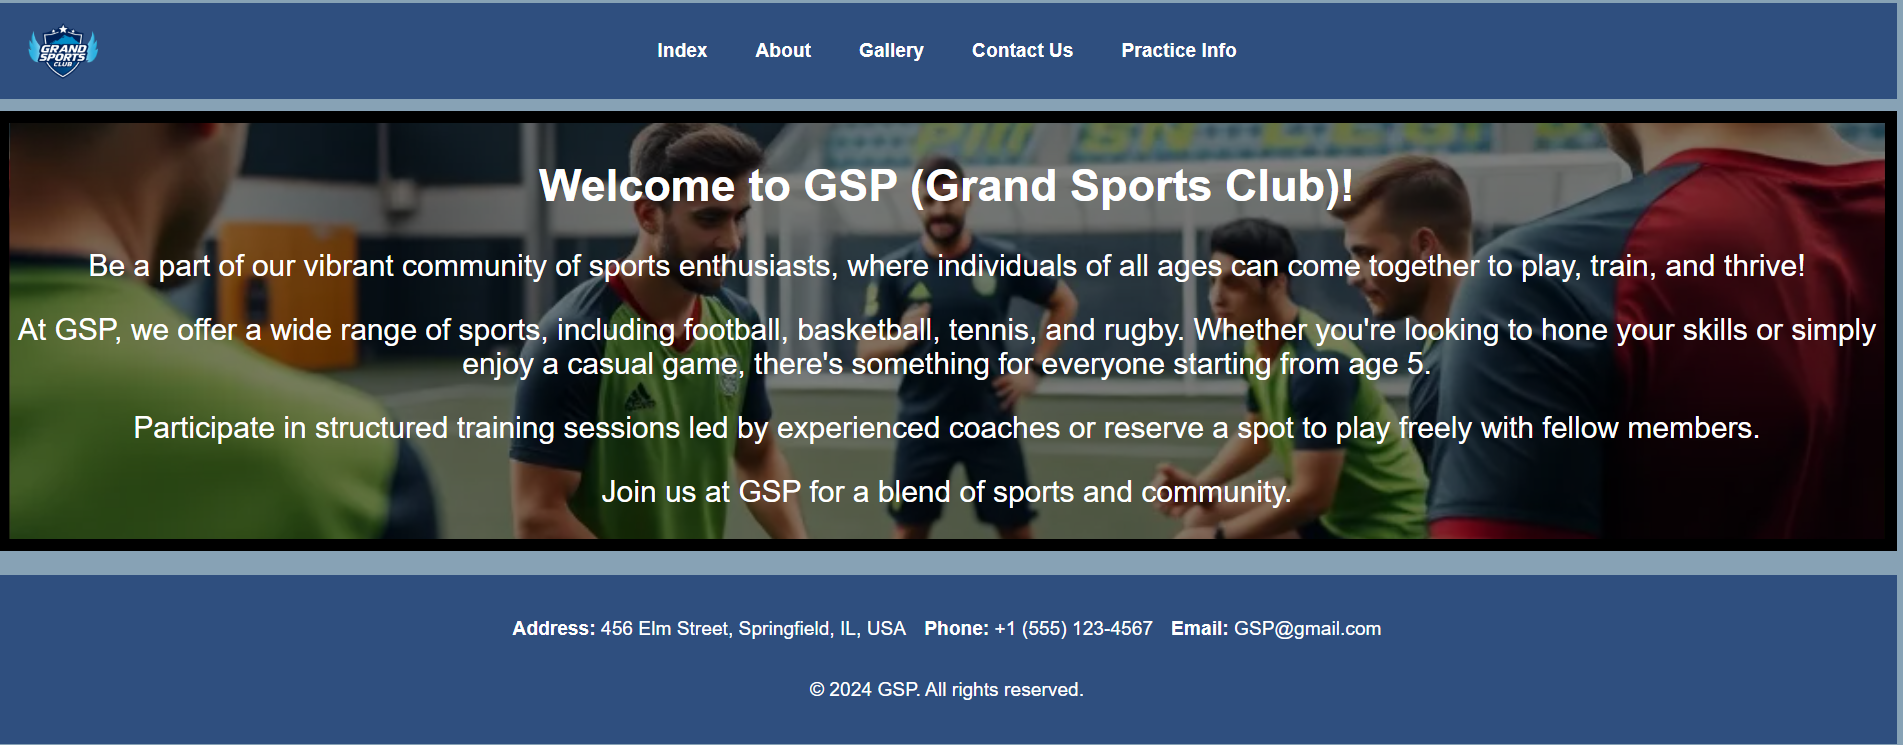 GRAND
SPORTS
CLUB
Index About Gallery Contact Us Practice Info
Welcome to GSP (Grand Sports Club)!
Be a part of our vibrant community of sports enthusiasts, where individuals of all ages can come together to play, train, and thrive!
At GSP, we offer a wide range of sports, including football, basketball, tennis, and rugby. Whether you're looking to hone your skills or simply
enjoy a casual game, there's something for everyone starting from age 5.
Participate in structured training sessions led by experienced coaches or reserve a spot to play freely with fellow members.
Join us at GSP for a blend of sports and community.
Address: 456 Elm Street, Springfield, IL, USA Phone: +1 (555) 123-4567 Email: GSP@gmail.com
© 2024 GSP. All rights reserved.